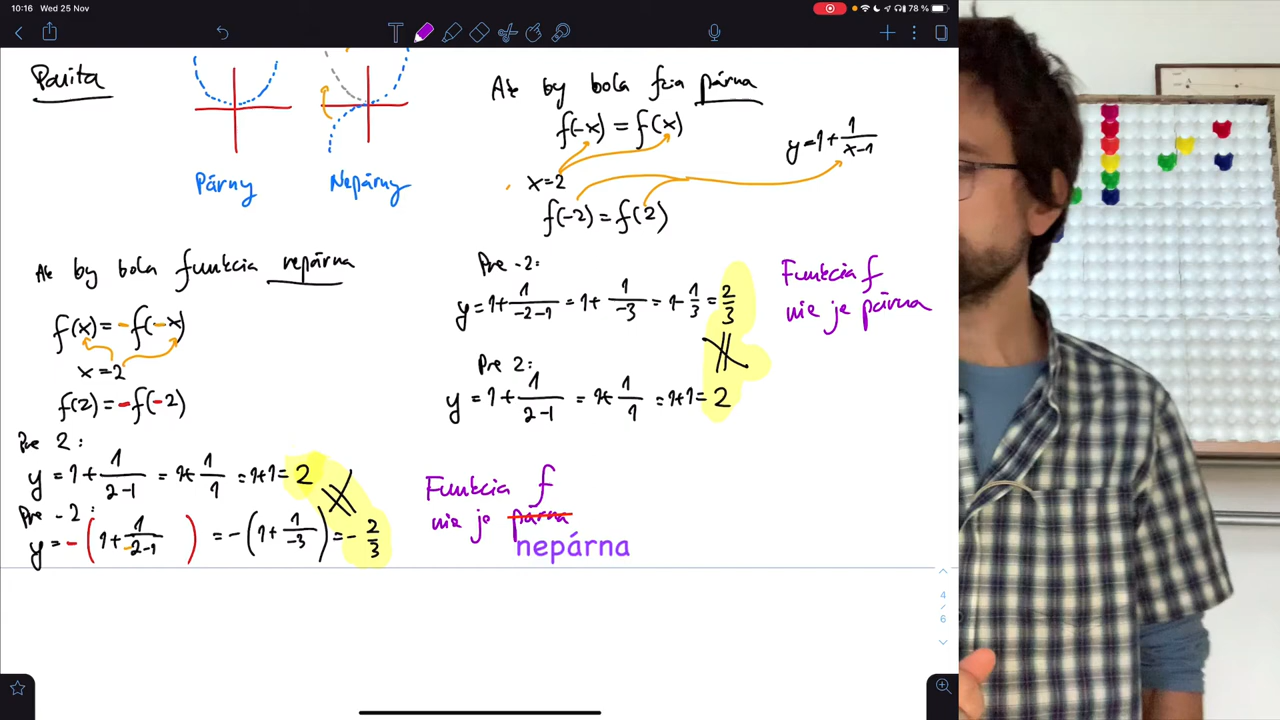 10:16 Wed 25 Nov
78 %
T
Parita
Párny
Nepárny
Ak by bola fcia párna
f(-x) = f(x)
y=1+1/(x-1)
x=2
f(-2) = f(2)
Pre -2:
y=1+1/(-2-1)=1+1/(-3)=1-1/3=2/3
Pre 2:
y=1+1/(2-1)=1+1/1=1+1=2
Funkcia f
nie je párna
Ak by bola funkcia nepárna
f(x)=-f(-x)
x=2
f(2)=-f(-2)
Pre 2:
y=1+1/(2-1)=1+1/1=1+1=2
Pre -2:
y=-(1+1/(-2-1))=-(1+1/(-3))=-2/3
Funkcia f
nie je párna
nepárna
4
/
6